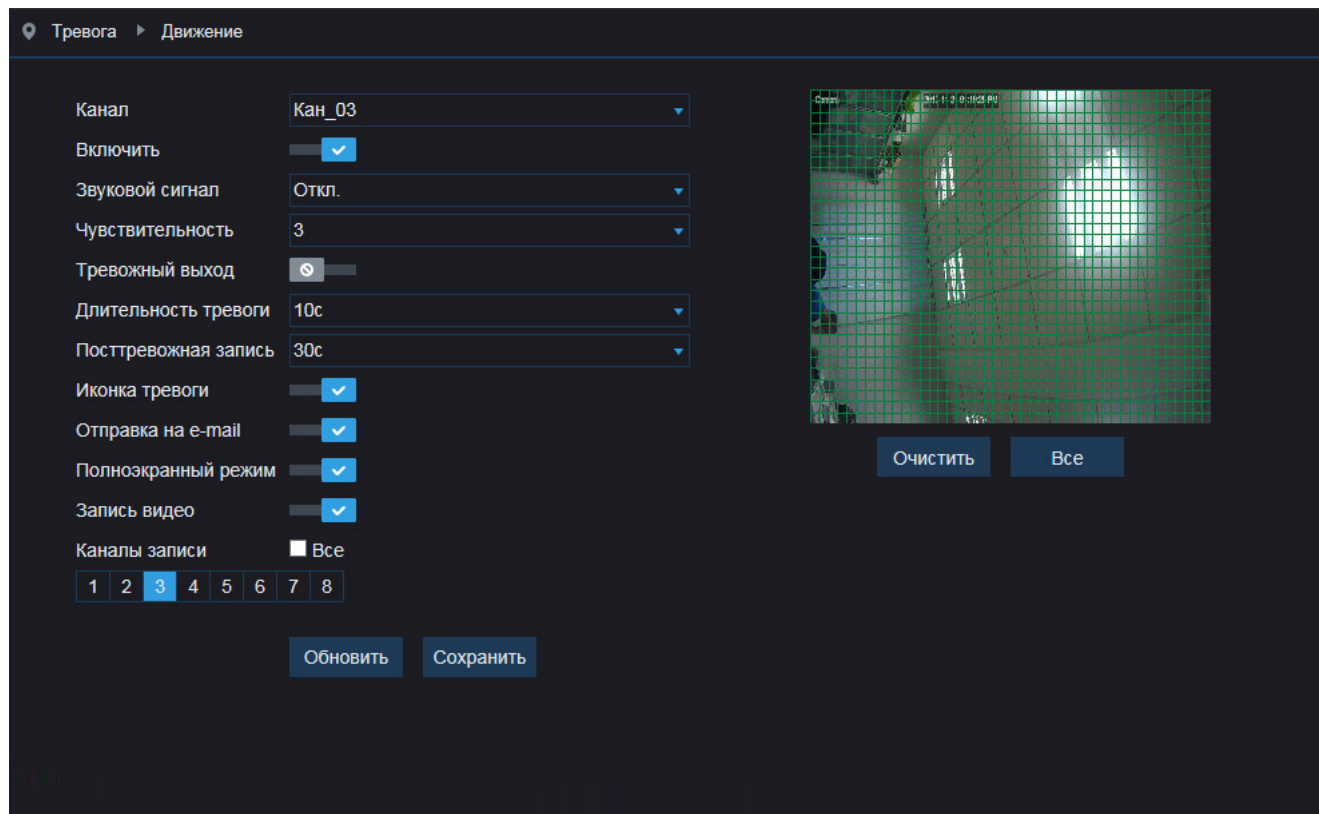 Тревога Движение
Канал Кан_03
Включить
Звуковой сигнал Откл.
Чувствительность 3
Тревожный выход
Длительность тревоги 10с
Посттревожная запись 30с
Иконка тревоги
Отправка на e-mail
Полноэкранный режим
Запись видео
Каналы записи Все
1 2 3 4 5 6 7 8
Обновить Сохранить
Очистить Все